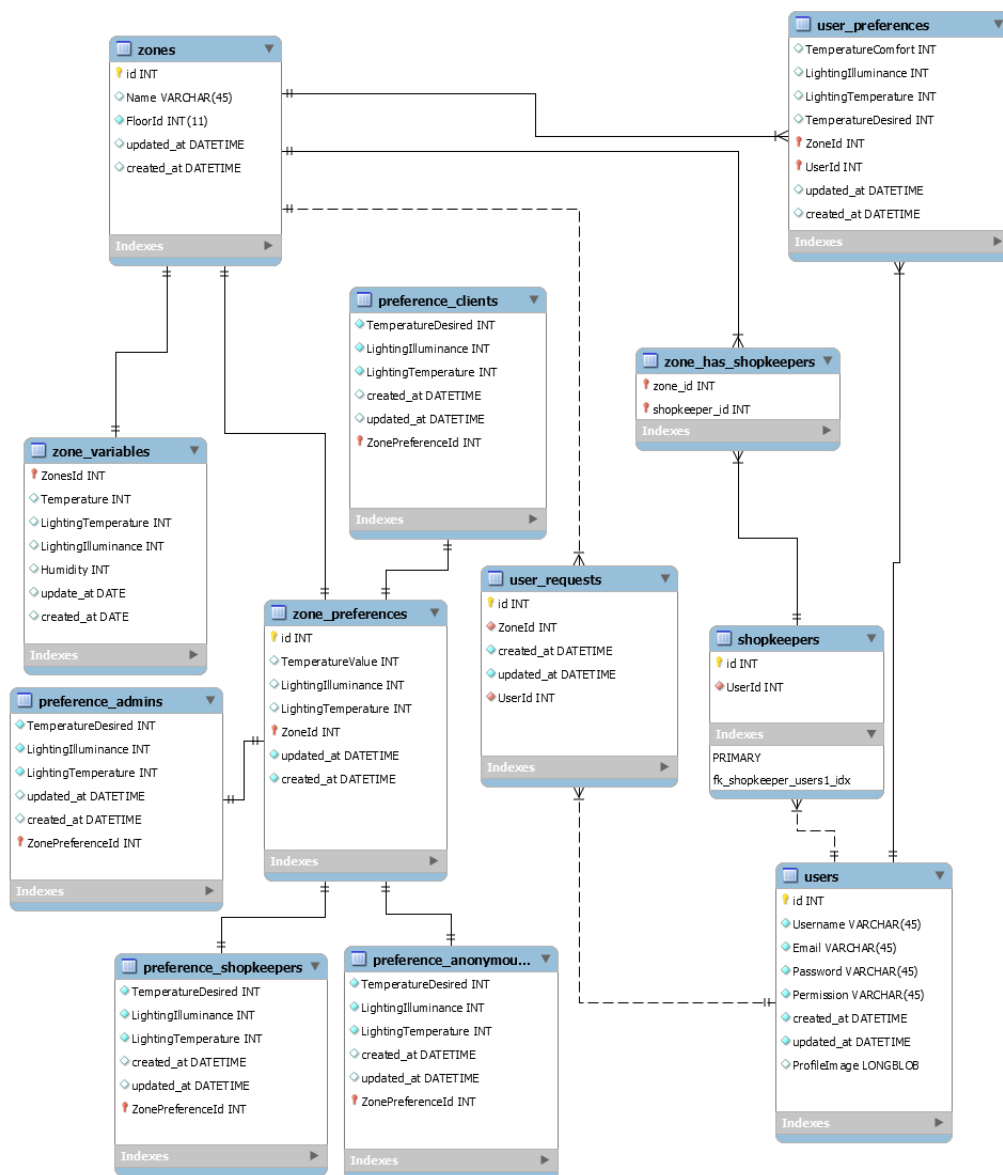 zones
id INT
Name VARCHAR(45)
FloorId INT(11)
updated_at DATETIME
created_at DATETIME
Indexes
user_preferences
TemperatureComfort INT
LightingIlluminance INT
LightingTemperature INT
TemperatureDesired INT
ZoneId INT
UserId INT
updated_at DATETIME
created_at DATETIME
Indexes
preference_clients
TemperatureDesired INT
LightingIlluminance INT
LightingTemperature INT
created_at DATETIME
updated_at DATETIME
ZonePreferenceId INT
Indexes
zone_has_shopkeepers
zone_id INT
shopkeeper_id INT
Indexes
zone_variables
ZonesId INT
Temperature INT
LightingTemperature INT
LightingIlluminance INT
Humidity INT
update_at DATE
created_at DATE
Indexes
user_requests
id INT
ZoneId INT
created_at DATETIME
updated_at DATETIME
UserId INT
Indexes
zone_preferences
id INT
TemperatureValue INT
LightingIlluminance INT
LightingTemperature INT
ZoneId INT
updated_at DATETIME
created_at DATETIME
Indexes
shopkeepers
id INT
UserId INT
Indexes
PRIMARY
fk_shopkeeper_users1_idx
preference_admins
TemperatureDesired INT
LightingIlluminance INT
LightingTemperature INT
updated_at DATETIME
created_at DATETIME
ZonePreferenceId INT
Indexes
users
id INT
Username VARCHAR(45)
Email VARCHAR(45)
Password VARCHAR(45)
Permission VARCHAR(45)
created_at DATETIME
updated_at DATETIME
ProfileImage LONGBLOB
Indexes
preference_shopkeepers
TemperatureDesired INT
LightingIlluminance INT
LightingTemperature INT
created_at DATETIME
updated_at DATETIME
ZonePreferenceId INT
Indexes
preference_anonymou...
TemperatureDesired INT
LightingIlluminance INT
LightingTemperature INT
created_at DATETIME
updated_at DATETIME
ZonePreferenceId INT
Indexes